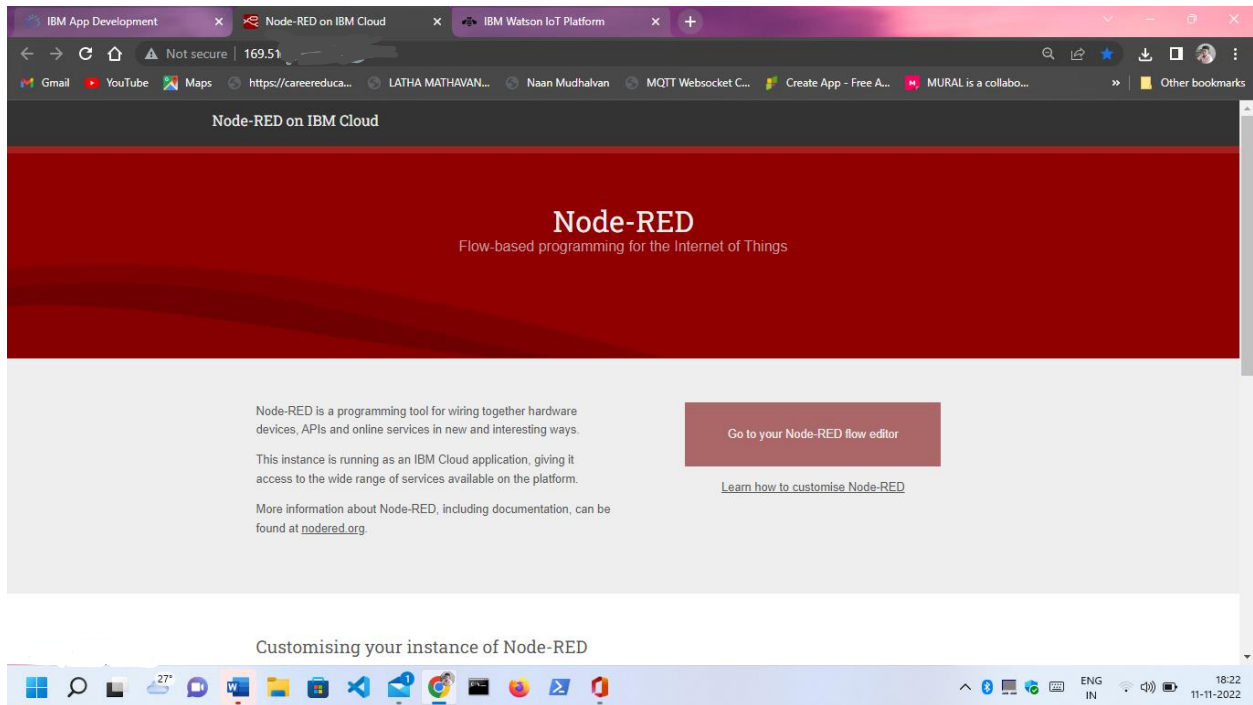 IBM App Development
Node-RED on IBM Cloud
IBM Watson IoT Platform
Not secure
169.51
Gmail
YouTube
Maps
https://careereduca...
LATHA MATHAVAN...
Naan Mudhalvan
MQTT Websocket C...
Create App - Free A...
MURAL is a collabo...
»
Other bookmarks
Node-RED on IBM Cloud
Node-RED
Flow-based programming for the Internet of Things
Node-RED is a programming tool for wiring together hardware
devices, APIs and online services in new and interesting ways.
This instance is running as an IBM Cloud application, giving it
access to the wide range of services available on the platform.
More information about Node-RED, including documentation, can be
found at nodered.org.
Go to your Node-RED flow editor
Learn how to customise Node-RED
Customising your instance of Node-RED
27°
ENG
IN
18:22
11-11-2022